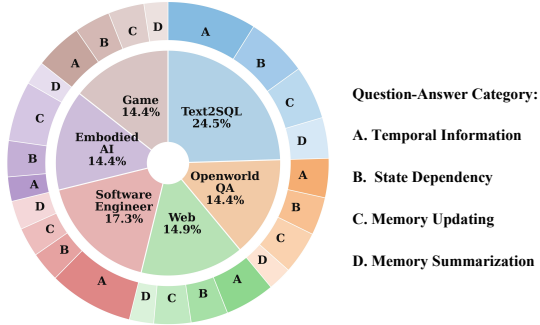 A
B
C
D
A
B
C
D
A
B
C
D
A
B
C
D
A
B
C
D
A
B
C
D
Text2SQL
24.5%
Openworld
QA
14.4%
Web
14.9%
Software
Engineer
17.3%
Embodied
AI
14.4%
Game
14.4%
Question-Answer Category:
A. Temporal Information
B. State Dependency
C. Memory Updating
D. Memory Summarization